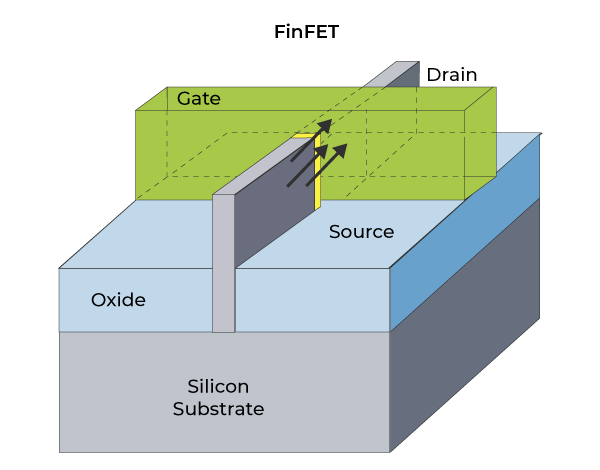 FinFET
Drain
Gate
Source
Oxide
Silicon
Substrate